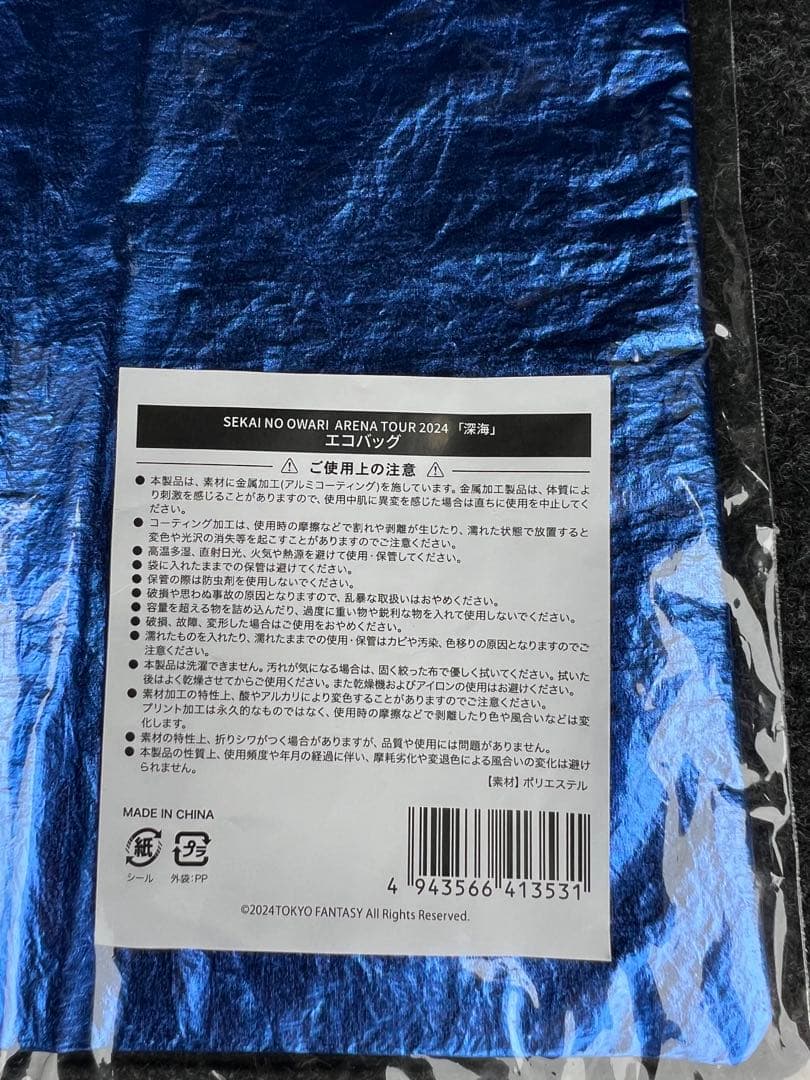 SEKAI NO OWARI ARENA TOUR 2024 「深海」
エコバッグ
ご使用上の注意
● 本製品は、素材に金属加工(アルミコーティング)を施しています。金属加工製品は、体質によ
り刺激を感じることがありますので、使用中肌に異変を感じた場合は直ちに使用を中止してく
ださい。
● コーティング加工は、使用時の摩擦などで割れや剥離が生じたり、濡れた状態で放置すると
変色や光沢の消失等を起こすことがありますのでご注意ください。
● 高温多湿、直射日光、火気や熱源を避けて使用・保管してください。
● 袋に入れたままでの保管は避けてください。
● 保管の際は防虫剤を使用しないでください。
● 破損や思わぬ事故の原因となりますので、乱暴な取扱いはおやめください。
● 容量を超える物を詰め込んだり、過度に重い物や鋭利な物を入れて使用しないでください。
● 破損、故障、変形した場合はご使用をおやめください。
● 濡れたものを入れたり、濡れたままでの使用・保管はカビや汚染、色移りの原因となりますのでご
注意ください。
● 本製品は洗濯できません。汚れが気になる場合は、固く絞った布で優しく拭いてください。拭いた
後はよく乾燥させてからご使用ください。また乾燥機およびアイロンの使用はお避けください。
● 素材加工の特性上、酸やアルカリにより変色することがありますのでご注意ください。
プリント加工は永久的なものではなく、使用時の摩擦などで剥離したり色や風合いなどは変
化します。
● 素材の特性上、折りシワがつく場合がありますが、品質や使用には問題がありません。
● 本製品の性質上、使用頻度や年月の経過に伴い、摩耗劣化や変退色による風合いの変化は避け
られません。
【素材】ポリエステル
MADE IN CHINA
紙 プラ
シール 外袋:PP
4 943566 413531
©2024TOKYO FANTASY All Rights Reserved.